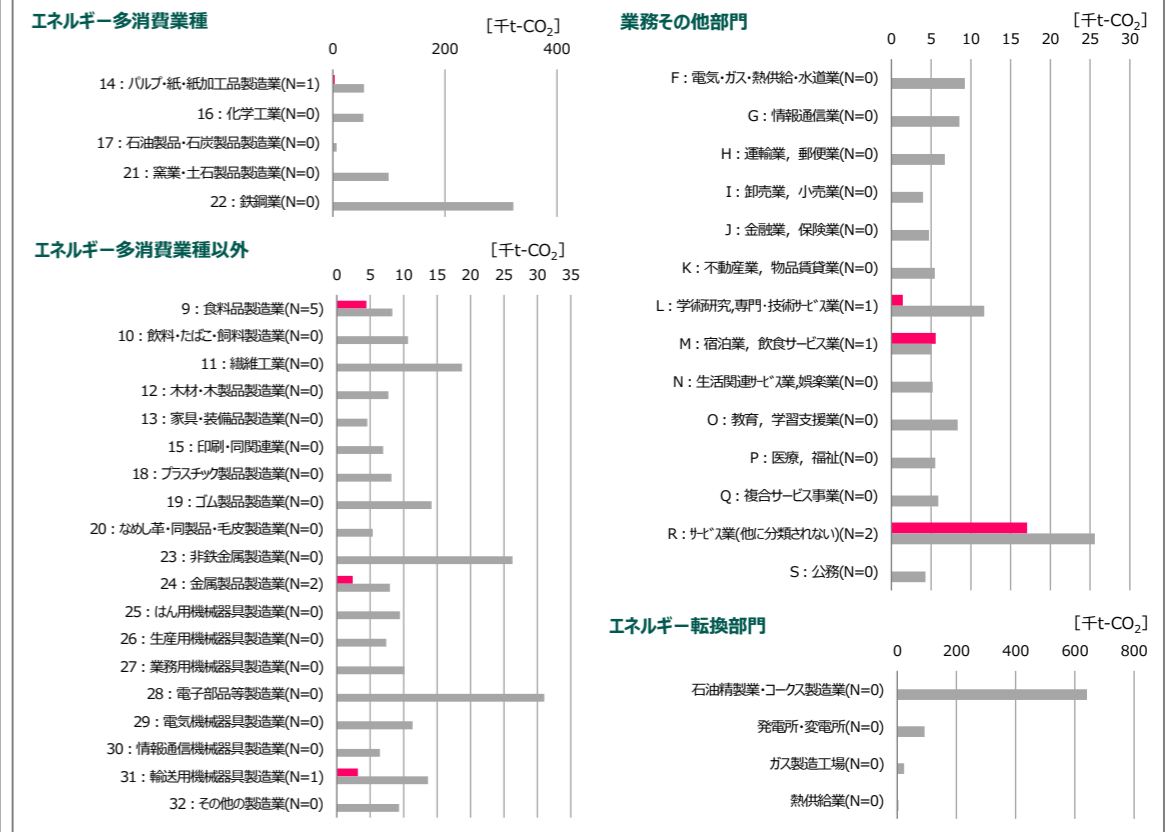 エネルギー多消費業種
[千t-CO₂]
0 200 400
14：パルプ・紙・紙加工品製造業(N=1)
16：化学工業(N=0)
17：石油製品・石炭製品製造業(N=0)
21：窯業・土石製品製造業(N=0)
22：鉄鋼業(N=0)
エネルギー多消費業種以外
[千t-CO₂]
0 5 10 15 20 25 30 35
9：食料品製造業(N=5)
10：飲料・たばこ・飼料製造業(N=0)
11：繊維工業(N=0)
12：木材・木製品製造業(N=0)
13：家具・装備品製造業(N=0)
15：印刷・同関連業(N=0)
18：プラスチック製品製造業(N=0)
19：ゴム製品製造業(N=0)
20：なめし革・同製品・毛皮製造業(N=0)
23：非鉄金属製造業(N=0)
24：金属製品製造業(N=2)
25：はん用機械器具製造業(N=0)
26：生産用機械器具製造業(N=0)
27：業務用機械器具製造業(N=0)
28：電子部品等製造業(N=0)
29：電気機械器具製造業(N=0)
30：情報通信機械器具製造業(N=0)
31：輸送用機械器具製造業(N=1)
32：その他の製造業(N=0)
業務その他部門
[千t-CO₂]
0 5 10 15 20 25 30
F：電気・ガス・熱供給・水道業(N=0)
G：情報通信業(N=0)
H：運輸業，郵便業(N=0)
I：卸売業，小売業(N=0)
J：金融業，保険業(N=0)
K：不動産業，物品賃貸業(N=0)
L：学術研究,専門・技術ｻｰﾋﾞｽ業(N=1)
M：宿泊業，飲食サービス業(N=1)
N：生活関連ｻｰﾋﾞｽ業,娯楽業(N=0)
O：教育，学習支援業(N=0)
P：医療，福祉(N=0)
Q：複合サービス事業(N=0)
R：ｻｰﾋﾞｽ業(他に分類されない)(N=2)
S：公務(N=0)
エネルギー転換部門
[千t-CO₂]
0 200 400 600 800
石油精製業・コークス製造業(N=0)
発電所・変電所(N=0)
ガス製造工場(N=0)
熱供給業(N=0)